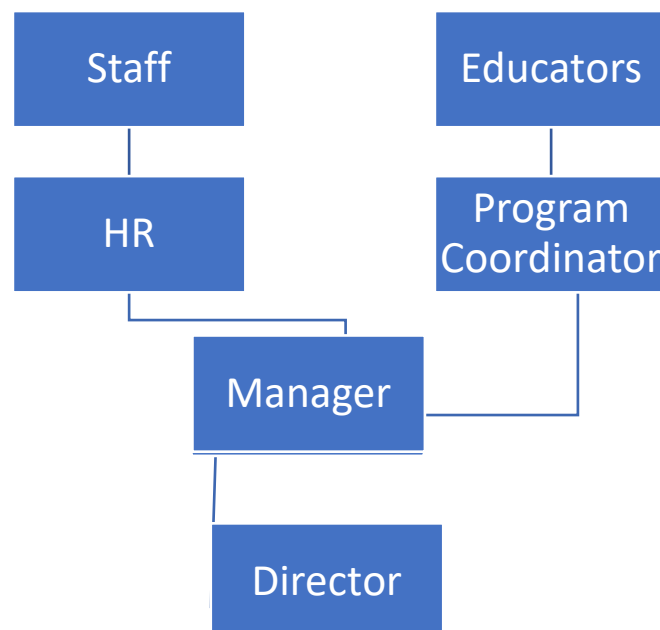 Staff
Educators
HR
Program
Coordinator
Manager
Director